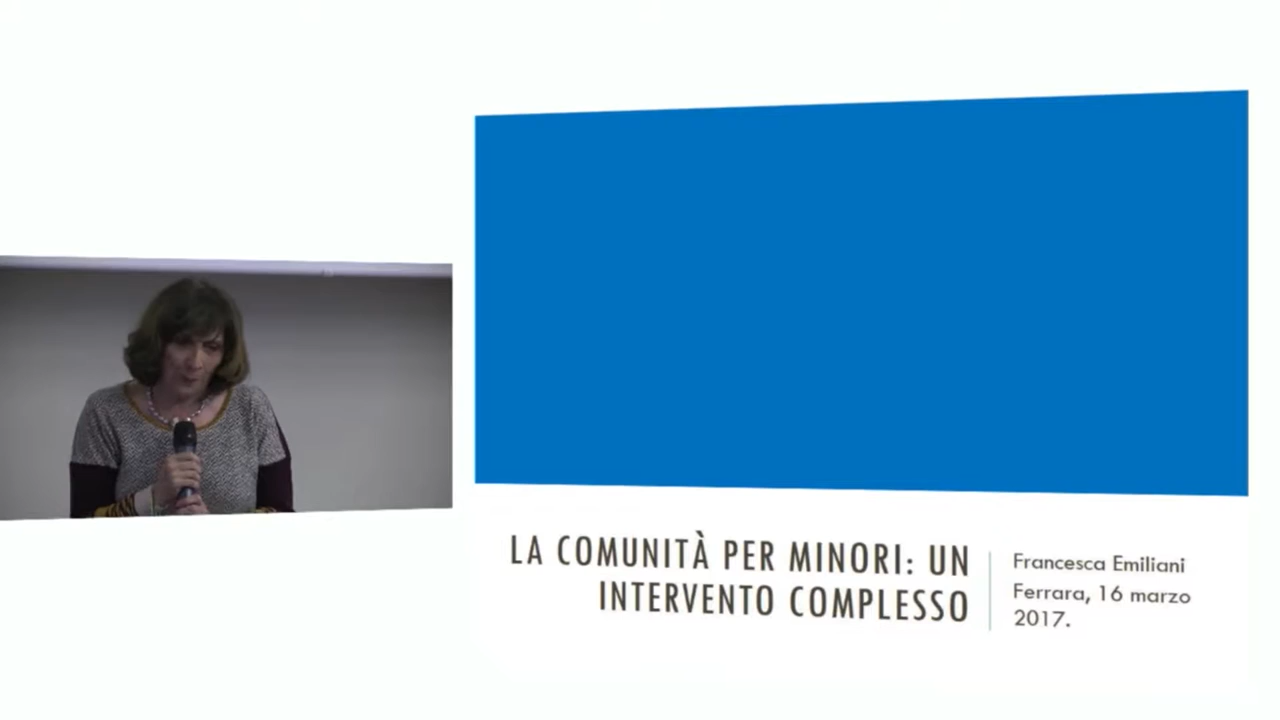 LA COMUNITÀ PER MINORI: UN
INTERVENTO COMPLESSO
Francesca Emiliani
Ferrara, 16 marzo
2017.